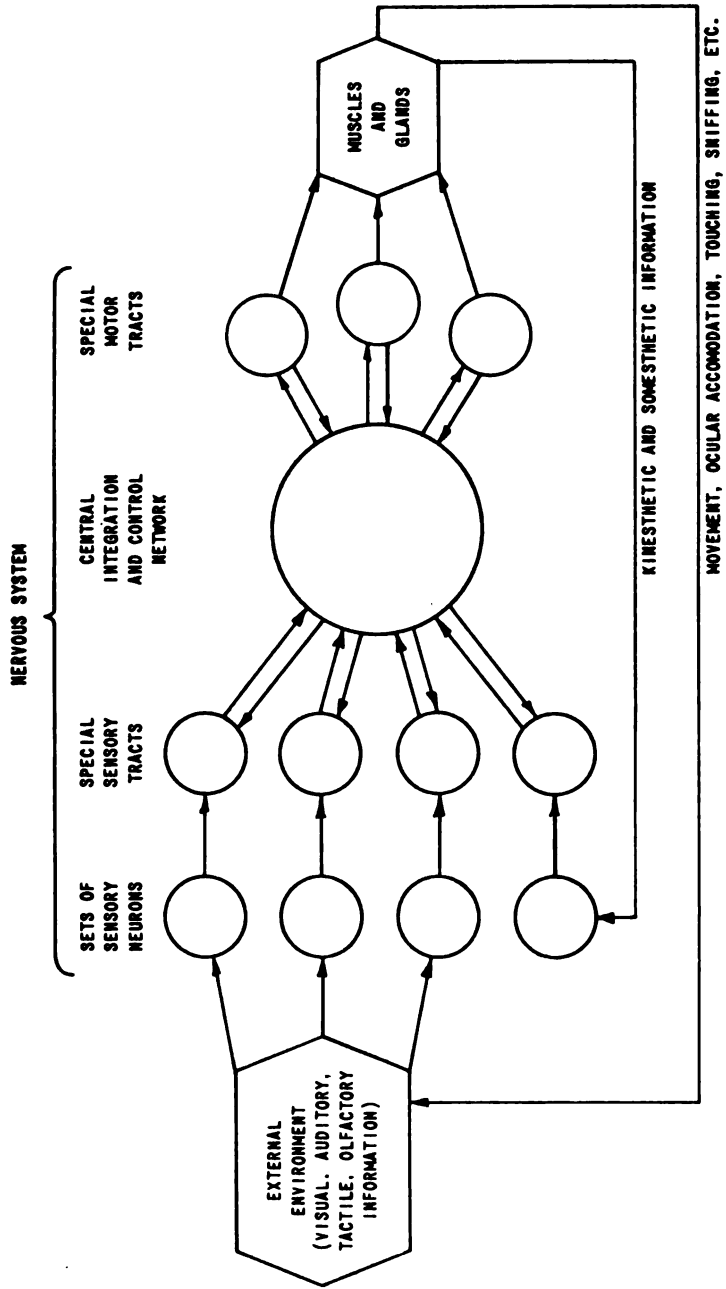 NERVOUS SYSTEM
SETS OF
SENSORY
NEURONS
SPECIAL
SENSORY
TRACTS
CENTRAL
INTEGRATION
AND CONTROL
NETWORK
SPECIAL
MOTOR
TRACTS
EXTERNAL
ENVIRONMENT
(VISUAL, AUDITORY,
TACTILE, OLFACTORY
INFORMATION)
MUSCLES
AND
GLANDS
KINESTHETIC AND SOMESTHETIC INFORMATION
MOVEMENT, OCULAR ACCOMODATION, TOUCHING, SNIFFING, ETC.